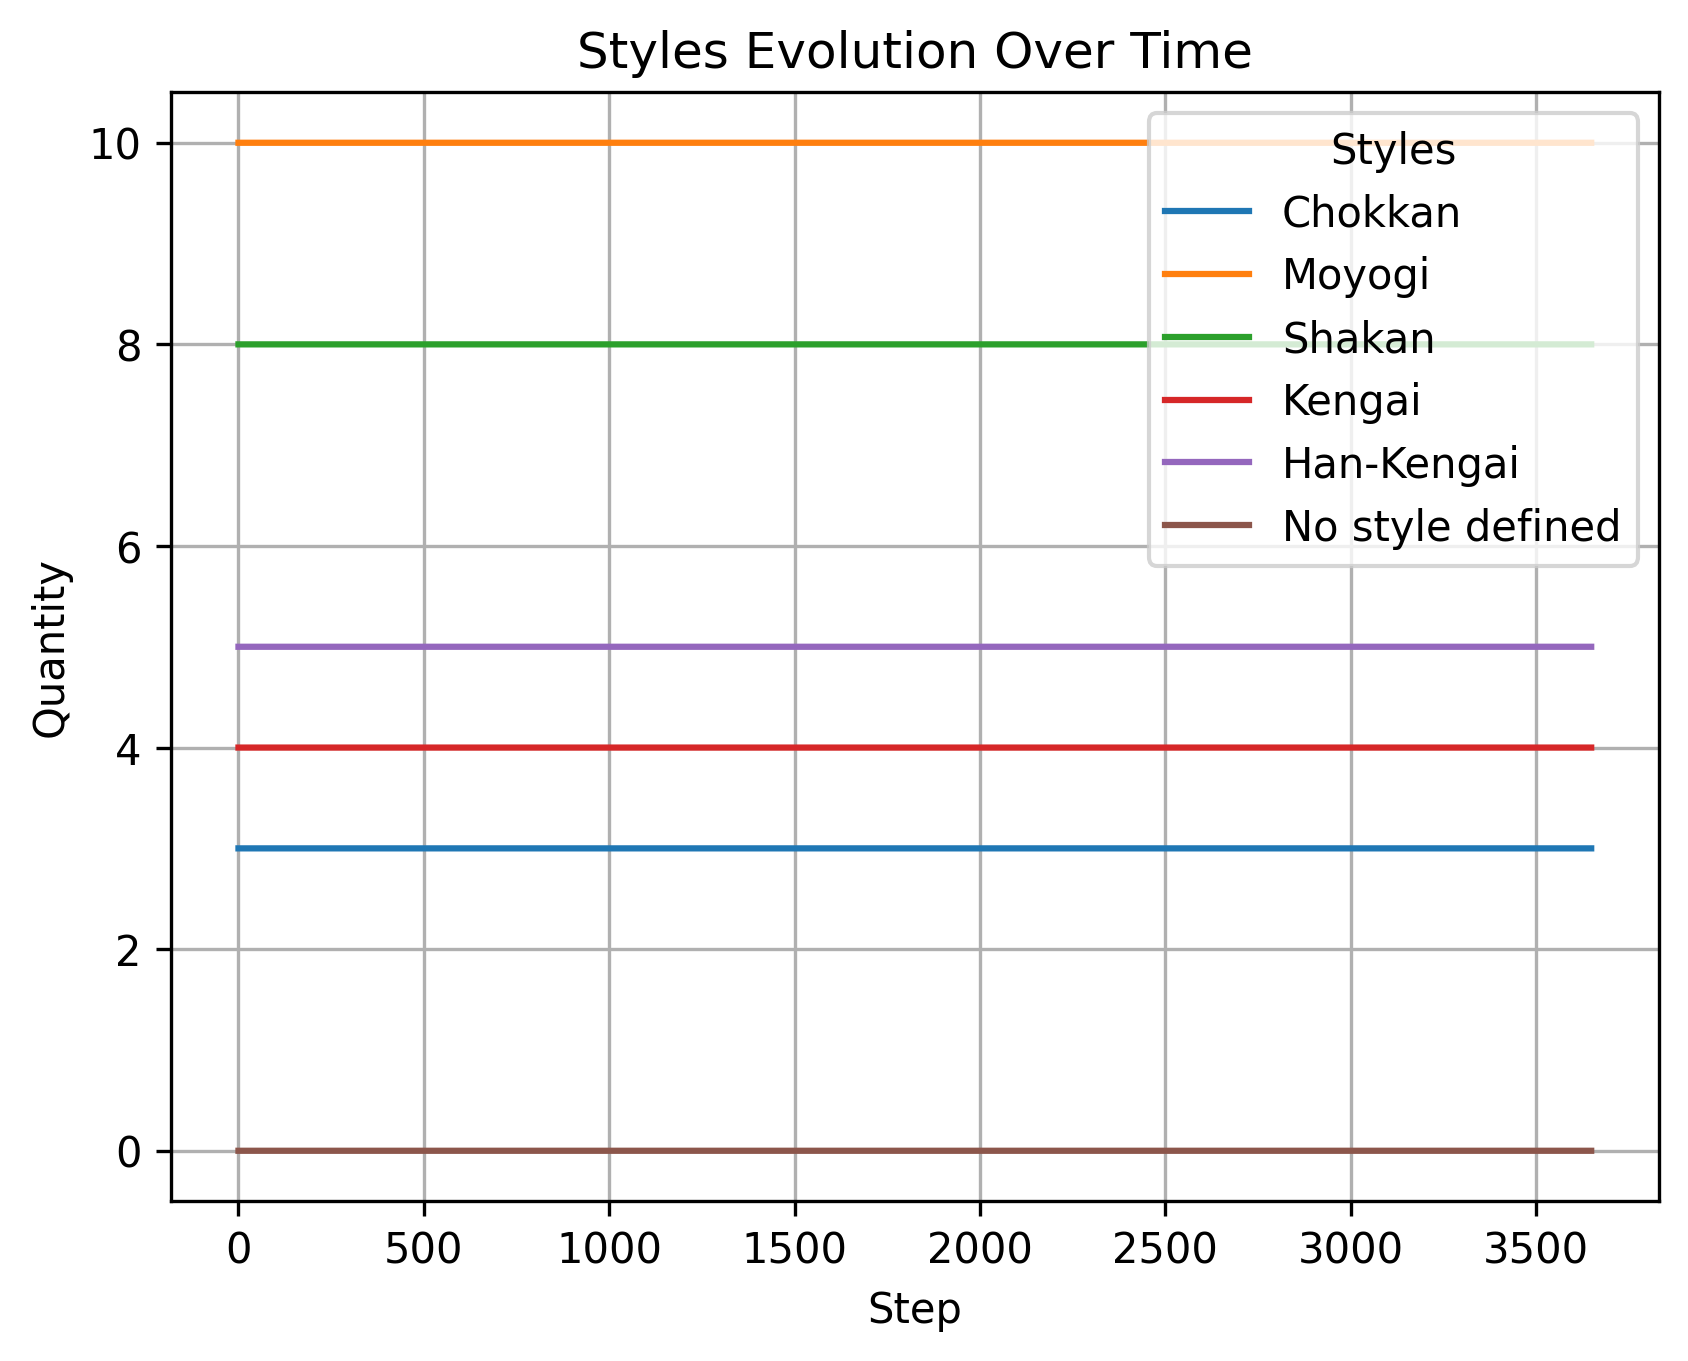 Styles Evolution Over Time
10
8
6
4
2
0
Quantity
Styles
Chokkan
Moyogi
Shakan
Kengai
Han-Kengai
No style defined
0 500 1000 1500 2000 2500 3000 3500
Step